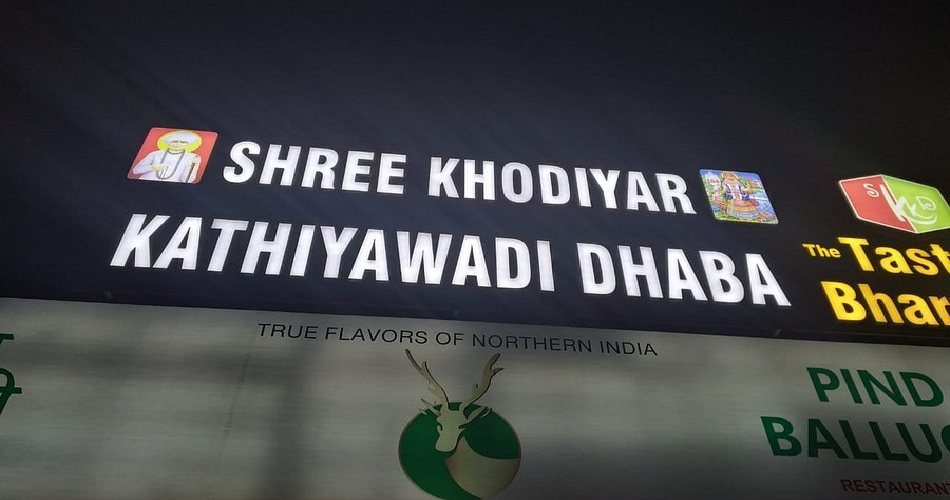 SHREE KHODIYAR
KATHIYAWADI DHABA
The
TRUE FLAVORS OF NORTHERN INDIA
PIND